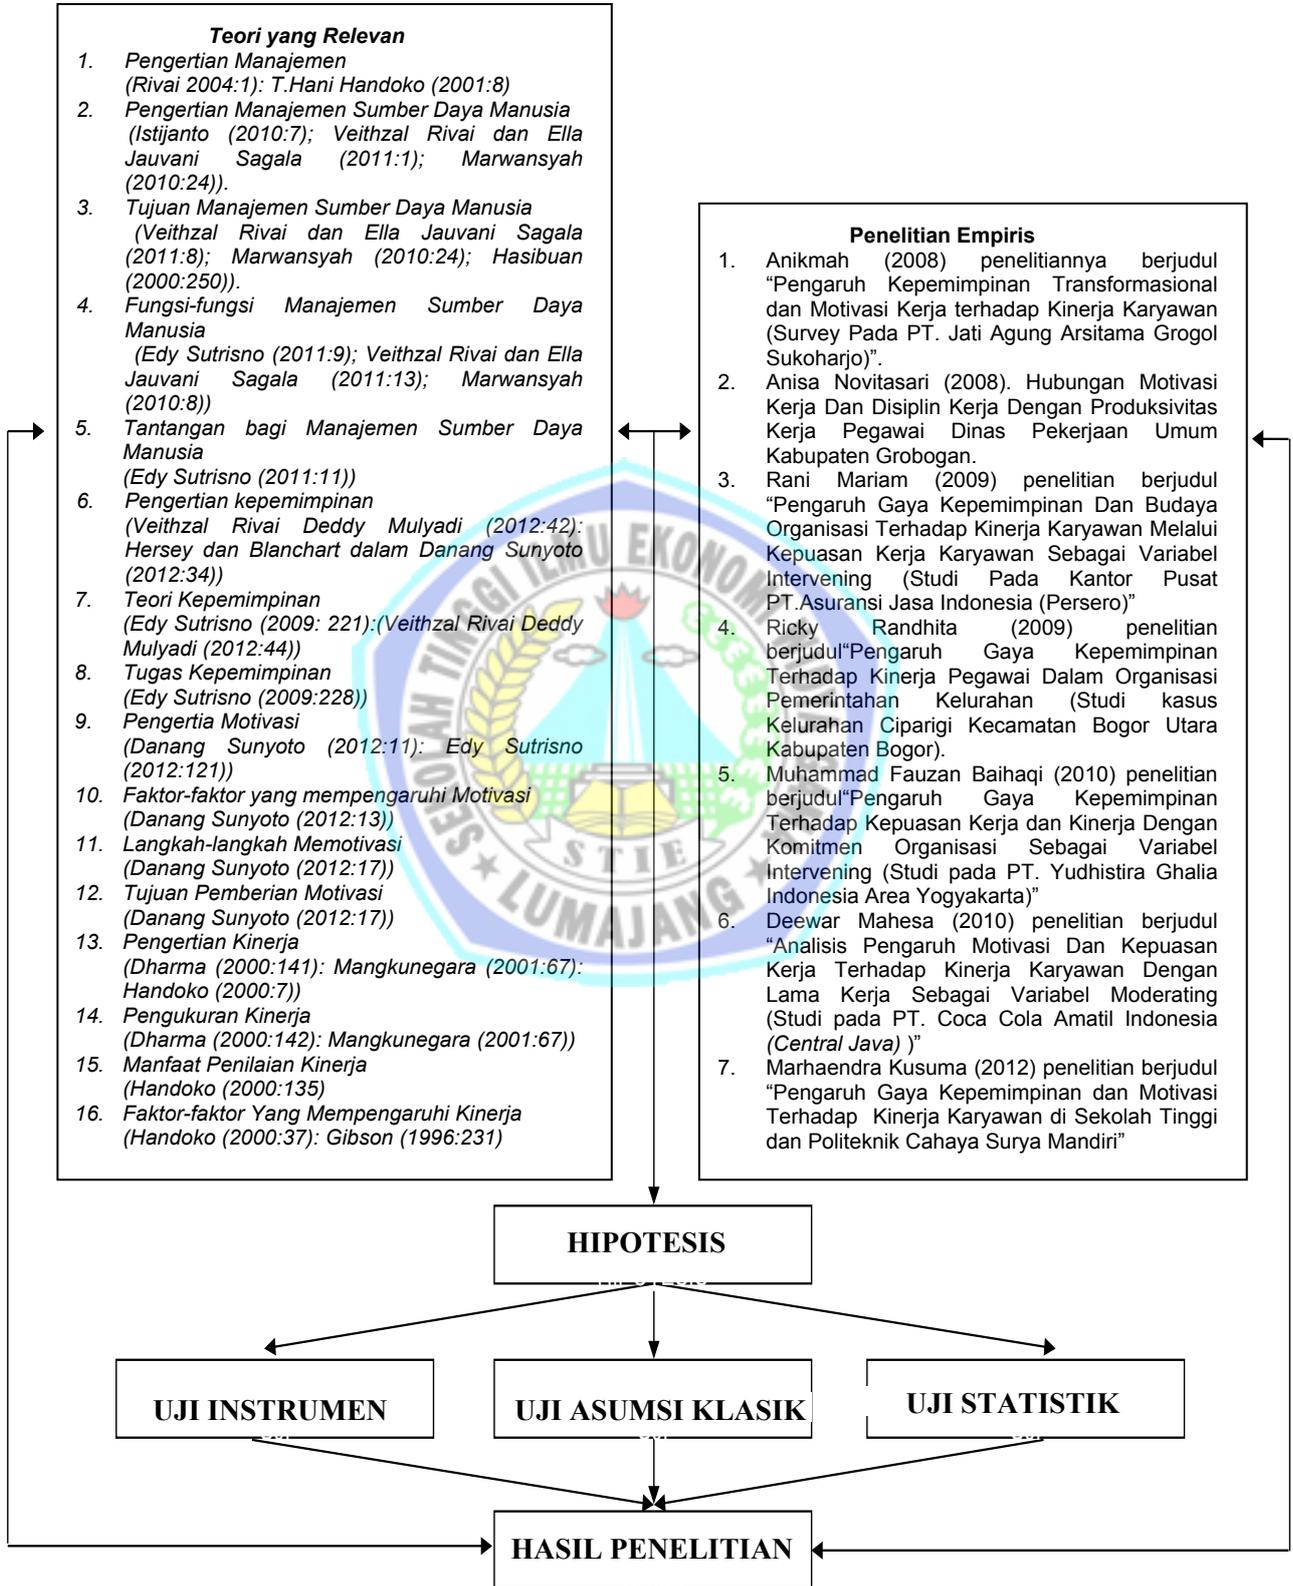 Teori yang Relevan
1. Pengertian Manajemen
(Rivai 2004:1): T.Hani Handoko (2001:8)
2. Pengertian Manajemen Sumber Daya Manusia
(Istijanto (2010:7); Veithzal Rivai dan Ella
Jauvani Sagala (2011:1); Marwansyah
(2010:24)).
3. Tujuan Manajemen Sumber Daya Manusia
(Veithzal Rivai dan Ella Jauvani Sagala
(2011:8); Marwansyah (2010:24); Hasibuan
(2000:250)).
4. Fungsi-fungsi Manajemen Sumber Daya
Manusia
(Edy Sutrisno (2011:9); Veithzal Rivai dan Ella
Jauvani Sagala (2011:13); Marwansyah
(2010:8))
5. Tantangan bagi Manajemen Sumber Daya
Manusia
(Edy Sutrisno (2011:11))
6. Pengertian kepemimpinan
(Veithzal Rivai Deddy Mulyadi (2012:42):
Hersey dan Blanchart dalam Danang Sunyoto
(2012:34))
7. Teori Kepemimpinan
(Edy Sutrisno (2009: 221):(Veithzal Rivai Deddy
Mulyadi (2012:44))
8. Tugas Kepemimpinan
(Edy Sutrisno (2009:228))
9. Pengertia Motivasi
(Danang Sunyoto (2012:11): Edy Sutrisno
(2012:121))
10. Faktor-faktor yang mempengaruhi Motivasi
(Danang Sunyoto (2012:13))
11. Langkah-langkah Memotivasi
(Danang Sunyoto (2012:17))
12. Tujuan Pemberian Motivasi
(Danang Sunyoto (2012:17))
13. Pengertian Kinerja
(Dharma (2000:141): Mangkunegara (2001:67):
Handoko (2000:7))
14. Pengukuran Kinerja
(Dharma (2000:142): Mangkunegara (2001:67))
15. Manfaat Penilaian Kinerja
(Handoko (2000:135)
16. Faktor-faktor Yang Mempengaruhi Kinerja
(Handoko (2000:37): Gibson (1996:231)
Penelitian Empiris
1. Anikmah (2008) penelitiannya berjudul
“Pengaruh Kepemimpinan Transformasional
dan Motivasi Kerja terhadap Kinerja Karyawan
(Survey Pada PT. Jati Agung Arsitama Grogol
Sukoharjo)”.
2. Anisa Novitasari (2008). Hubungan Motivasi
Kerja Dan Disiplin Kerja Dengan Produksivitas
Kerja Pegawai Dinas Pekerjaan Umum
Kabupaten Grobogan.
3. Rani Mariam (2009) penelitian berjudul
“Pengaruh Gaya Kepemimpinan Dan Budaya
Organisasi Terhadap Kinerja Karyawan Melalui
Kepuasan Kerja Karyawan Sebagai Variabel
Intervening (Studi Pada Kantor Pusat
PT.Asuransi Jasa Indonesia (Persero)”
4. Ricky Randhita (2009) penelitian
berjudul“Pengaruh Gaya Kepemimpinan
Terhadap Kinerja Pegawai Dalam Organisasi
Pemerintahan Kelurahan (Studi kasus
Kelurahan Ciparigi Kecamatan Bogor Utara
Kabupaten Bogor).
5. Muhammad Fauzan Baihaqi (2010) penelitian
berjudul“Pengaruh Gaya Kepemimpinan
Terhadap Kepuasan Kerja dan Kinerja Dengan
Komitmen Organisasi Sebagai Variabel
Intervening (Studi pada PT. Yudhistira Ghalia
Indonesia Area Yogyakarta)”
6. Deewar Mahesa (2010) penelitian berjudul
“Analisis Pengaruh Motivasi Dan Kepuasan
Kerja Terhadap Kinerja Karyawan Dengan
Lama Kerja Sebagai Variabel Moderating
(Studi pada PT. Coca Cola Amatil Indonesia
(Central Java) )”
7. Marhaendra Kusuma (2012) penelitian berjudul
“Pengaruh Gaya Kepemimpinan dan Motivasi
Terhadap Kinerja Karyawan di Sekolah Tinggi
dan Politeknik Cahaya Surya Mandiri”
TINGGI ILMU EKONOMI
STIE
LUMAJANG
HIPOTESIS
UJI INSTRUMEN
UJI ASUMSI KLASIK
UJI STATISTIK
HASIL PENELITIAN